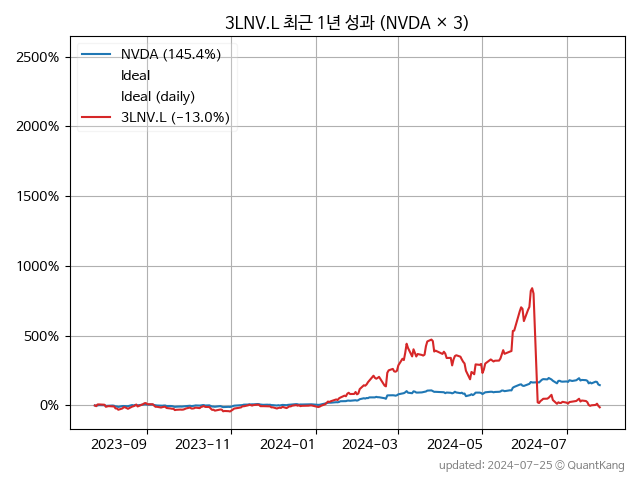 3LNV.L 최근 1년 성과 (NVDA × 3)
NVDA (145.4%)
Ideal
Ideal (daily)
3LNV.L (−13.0%)
2500%
2000%
1500%
1000%
500%
0%
2023-09
2023-11
2024-01
2024-03
2024-05
2024-07
updated: 2024-07-25 © QuantKang